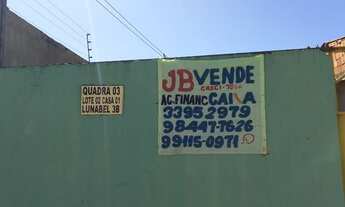 QUADRA 03
LOTE 02 CASA 01
LUNABEL 3B
JB VENDE
CRECI
AC. FINANC CAIXA
3395 2979
98447-7626
99115-0971